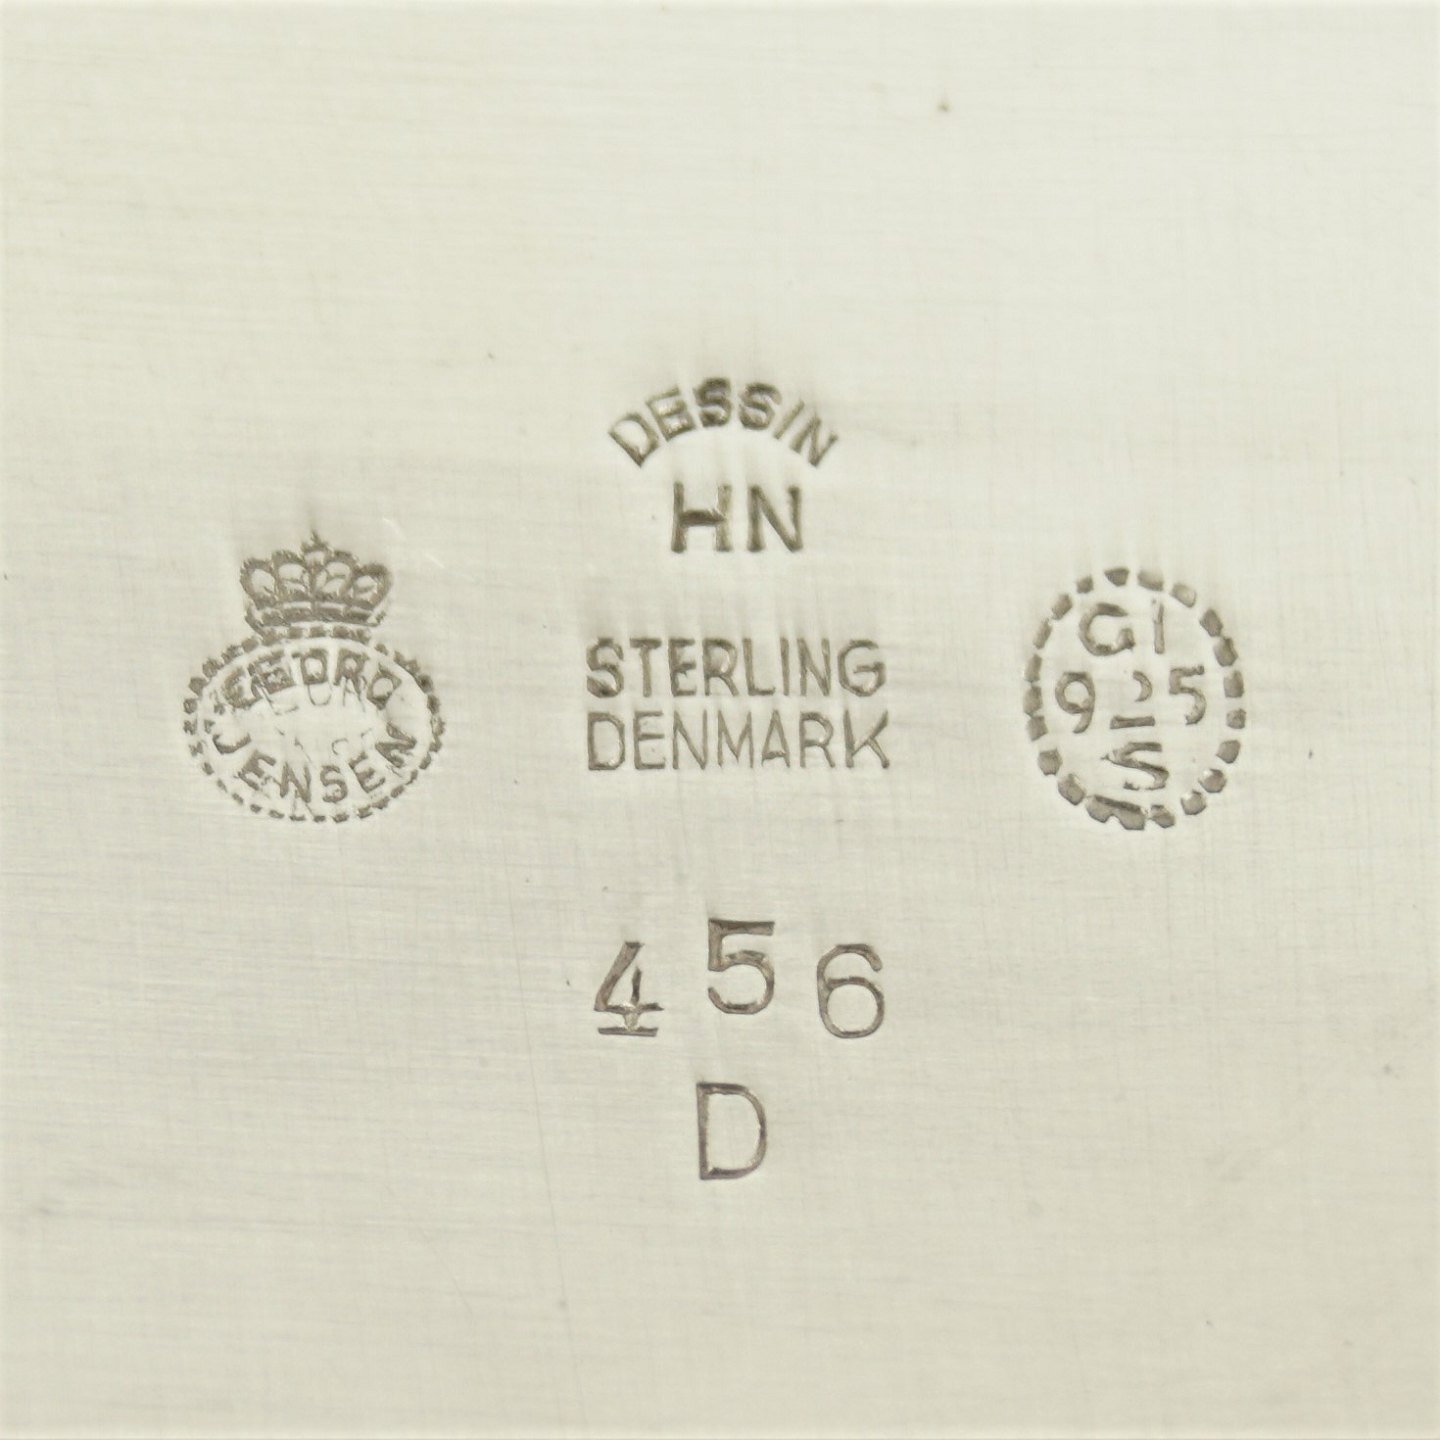 DESSIN
HN
GEORG
JENSEN
STERLING
DENMARK
GI
925
S
456
D